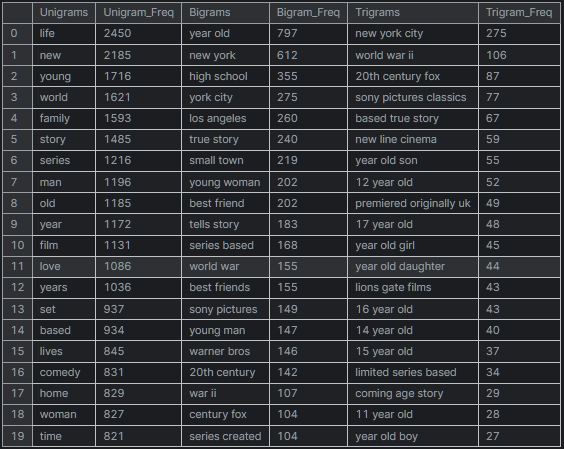 Unigrams Unigram_Freq Bigrams Bigram_Freq Trigrams Trigram_Freq
0 life 2450 year old 797 new york city 275
1 new 2185 new york 612 world war ii 106
2 young 1716 high school 355 20th century fox 87
3 world 1621 york city 275 sony pictures classics 77
4 family 1593 los angeles 260 based true story 67
5 story 1485 true story 240 new line cinema 59
6 series 1216 small town 219 year old son 55
7 man 1196 young woman 202 12 year old 52
8 old 1185 best friend 202 premiered originally uk 49
9 year 1172 tells story 183 17 year old 48
10 film 1131 series based 168 year old girl 45
11 love 1086 world war 155 year old daughter 44
12 years 1036 best friends 155 lions gate films 43
13 set 937 sony pictures 149 16 year old 43
14 based 934 young man 147 14 year old 40
15 lives 845 warner bros 146 15 year old 37
16 comedy 831 20th century 142 limited series based 34
17 home 829 war ii 107 coming age story 29
18 woman 827 century fox 104 11 year old 28
19 time 821 series created 104 year old boy 27